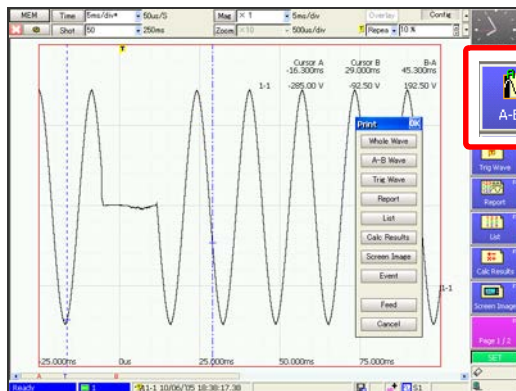 MEM Time 5ms/div* 50us/S Mag × 1 5ms/div Overlay Config
Shot 50 250ms Zoom ×10 500us/div Repea 10 %
T
Cursor A Cursor B B-A
-16.300ms 29.000ms 45.300ms
1-1 -285.00 V -92.50 V 192.50 V
A-B
Print OK
Whole Wave
A-B Wave
Trig Wave
Report
List
Calc Results
Screen Image
Event
Feed
Cancel
Trig Wave
Report
List
Calc Results
Screen Image
Page 1 / 2
SET
1-1
-25.000ms 0us 25.000ms 50.000ms 75.000ms
A T B
Ready 1 1-1 10/06/'05 18:38:17.38 S1